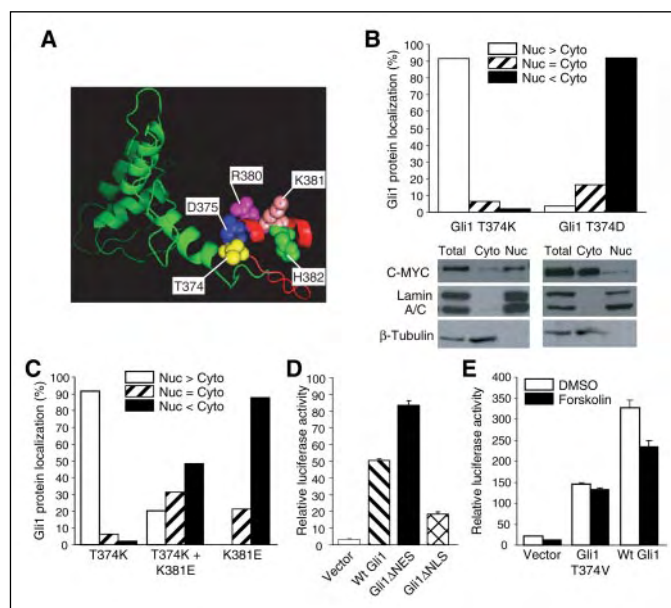 A
R380
K381
D375
T374
H382
B
Gli1 protein localization (%)
100
90
80
70
60
50
40
30
20
10
0
Nuc > Cyto
Nuc = Cyto
Nuc < Cyto
Gli1 T374K
Gli1 T374D
Total Cyto Nuc
Total Cyto Nuc
C-MYC
Lamin
A/C
β-Tubulin
C
Gli1 protein localization (%)
100
90
80
70
60
50
40
30
20
10
0
Nuc > Cyto
Nuc = Cyto
Nuc < Cyto
T374K
T374K +
K381E
K381E
D
Relative luciferase activity
100
90
80
70
60
50
40
30
20
10
0
Vector
Wt Gli1
Gli1ΔNES
Gli1ΔNLS
E
Relative luciferase activity
400
350
300
250
200
150
100
50
0
DMSO
Forskolin
Vector
Gli1
T374V
Wt Gli1